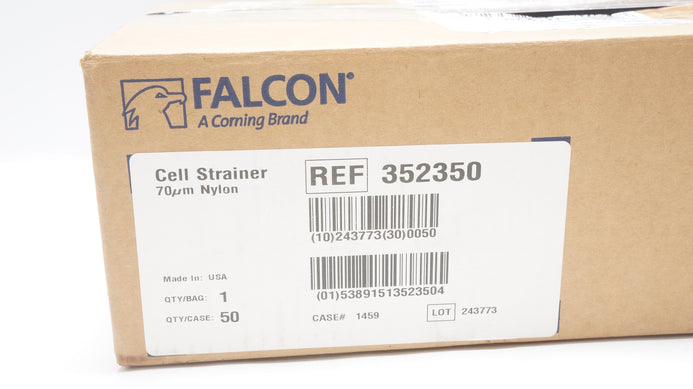 FALCON®
A Corning Brand
Cell Strainer
70µm Nylon
REF 352350
(10)243773(30)0050
(01)53891513523504
Made In: USA
QTY/BAG: 1
QTY/CASE: 50
CASE# 1459
LOT 243773